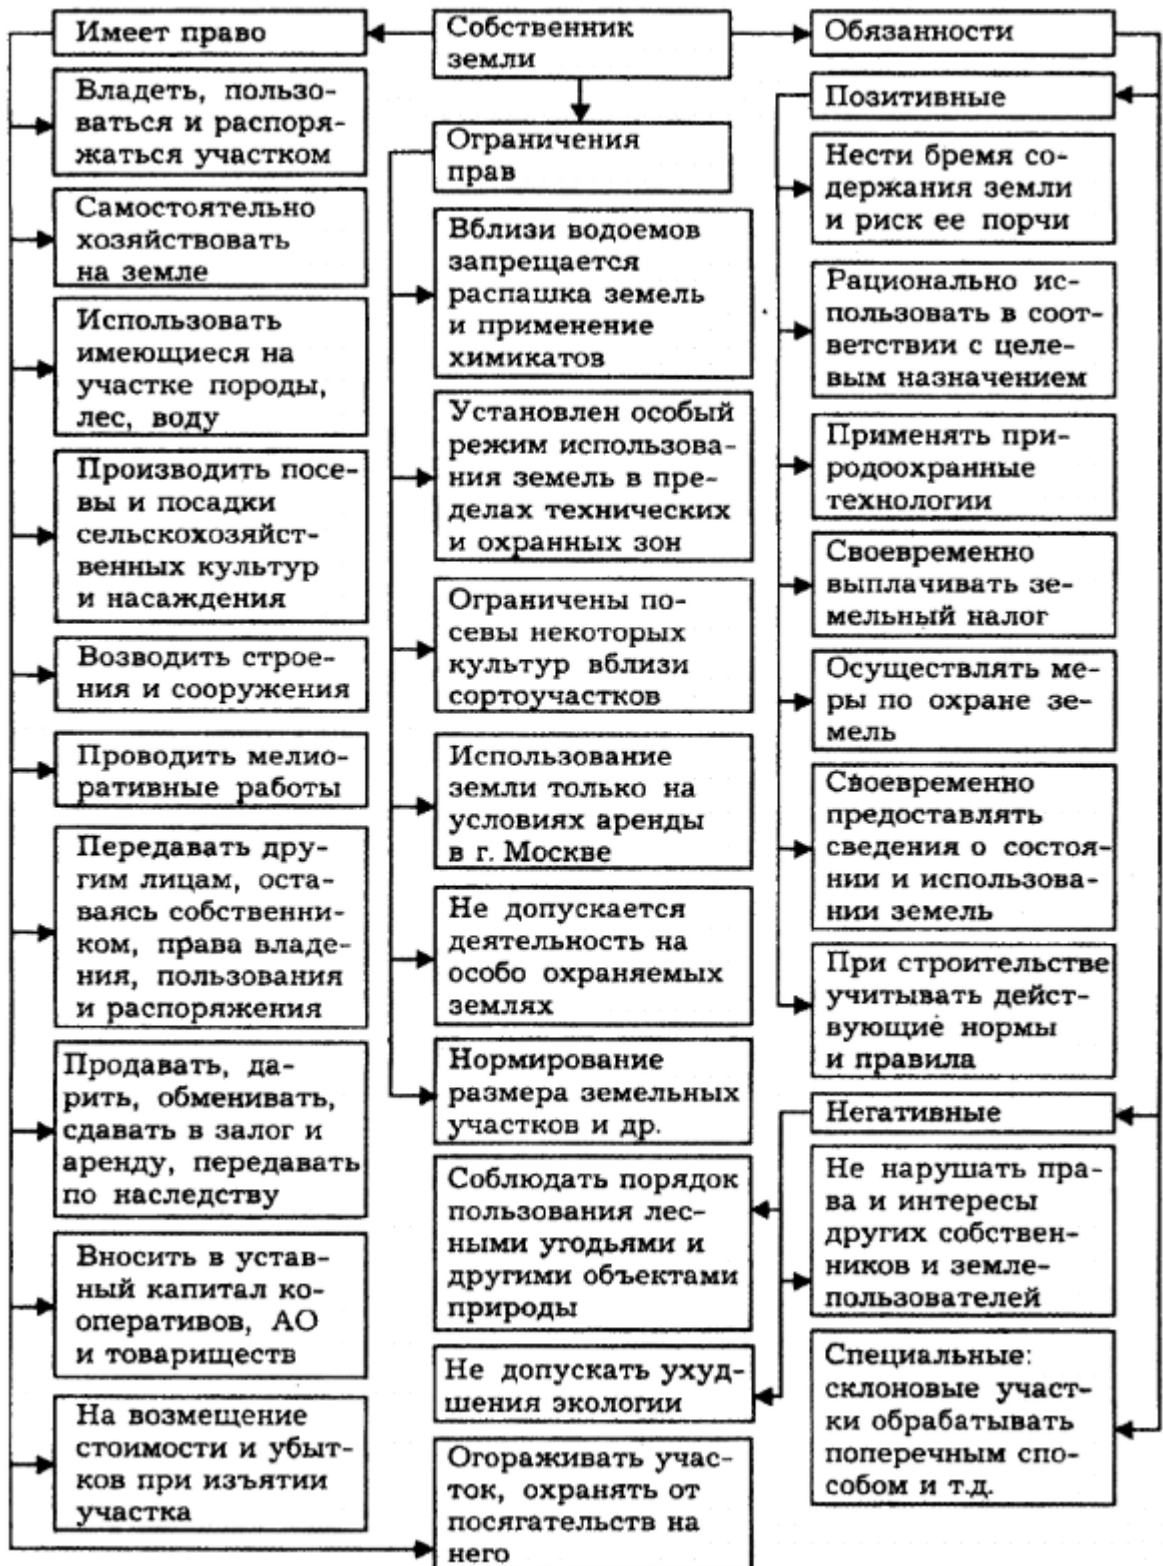 Имеет право
Собственник
земли
Обязанности
Владеть, пользо-
ваться и распоря-
жаться участком
Самостоятельно
хозяйствовать
на земле
Использовать
имеющиеся на
участке породы,
лес, воду
Производить посе-
вы и посадки
сельскохозяйст-
венных культур
и насаждения
Возводить строе-
ния и сооружения
Проводить мелио-
ративные работы
Передавать дру-
гим лицам, оста-
ваясь собственни-
ком, права владе-
ния, пользования
и распоряжения
Продавать, да-
рить, обменивать,
сдавать в залог и
аренду, передавать
по наследству
Вносить в устав-
ный капитал ко-
оперативов, АО
и товариществ
На возмещение
стоимости и убыт-
ков при изъятии
участка
Ограничения
прав
Вблизи водоемов
запрещается
распашка земель
и применение
химикатов
Установлен особый
режим использова-
ния земель в пре-
делах технических
и охранных зон
Ограничены по-
севы некоторых
культур вблизи
сортоучастков
Использование
земли только на
условиях аренды
в г. Москве
Не допускается
деятельность на
особо охраняемых
землях
Нормирование
размера земельных
участков и др.
Соблюдать порядок
пользования лес-
ными угодьями и
другими объектами
природы
Не допускать ухуд-
шения экологии
Огораживать учас-
ток, охранять от
посягательств на
него
Позитивные
Нести бремя со-
держания земли
и риск ее порчи
Рационально ис-
пользовать в соот-
ветствии с целе-
вым назначением
Применять при-
родоохранные
технологии
Своевременно
выплачивать зе-
мельный налог
Осуществлять ме-
ры по охране зе-
мель
Своевременно
предоставлять
сведения о состоя-
нии и использова-
нии земель
При строительстве
учитывать дейст-
вующие нормы
и правила
Негативные
Не нарушать пра-
ва и интересы
других собствен-
ников и земле-
пользователей
Специальные:
склоновые участ-
ки обрабатывать
поперечным спо-
собом и т.д.